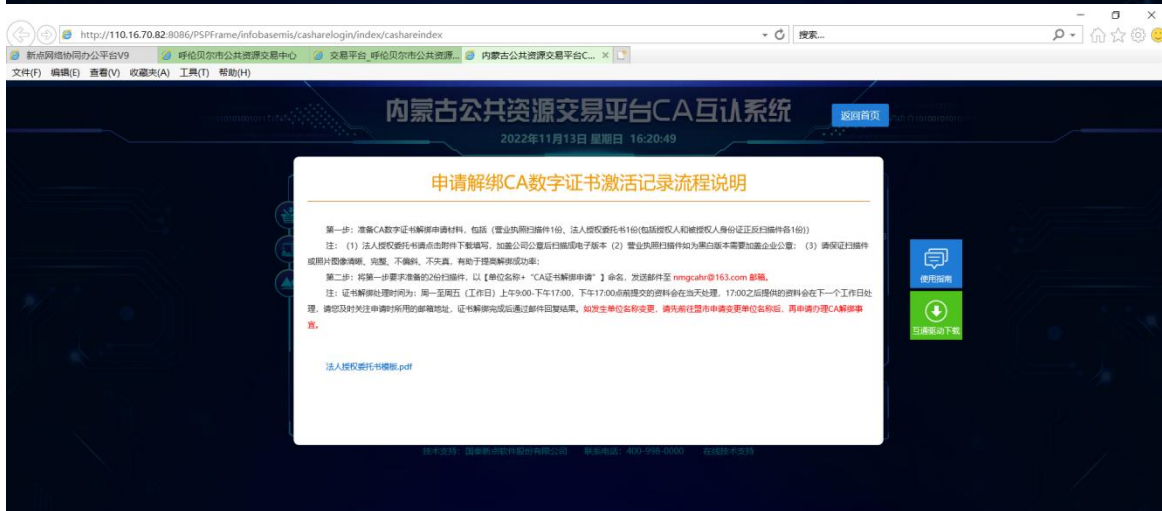 http://110.16.70.82:8086/PSPFrame/infobasemis/casharelogin/index/cashareindex
搜索...
新点网络协同办公平台V9
呼伦贝尔市公共资源交易中心
交易平台_呼伦贝尔市公共资源...
内蒙古公共资源交易平台C...
文件(F) 编辑(E) 查看(V) 收藏夹(A) 工具(T) 帮助(H)
内蒙古公共资源交易平台CA互认系统
返回首页
2022年11月13日 星期日 16:20:49
申请解绑CA数字证书激活记录流程说明
第一步：准备CA数字证书解绑申请材料，包括（营业执照扫描件1份、法人授权委托书1份(包括授权人和被授权人身份证正反扫描件各1份)）
注：（1）法人授权委托书请点击附件下载填写，加盖公司公章后扫描成电子版本（2）营业执照扫描件如为黑白版本需要加盖企业公章；（3）请保证扫描件
或照片图像清晰、完整、不偏斜、不失真，有助于提高解绑成功率；
第二步：将第一步要求准备的2份扫描件，以【单位名称+“CA证书解绑申请”】命名，发送邮件至 nmgcahr@163.com 邮箱。
注：证书解绑处理时间为：周一至周五（工作日）上午9:00-下午17:00，下午17:00点前提交的资料会在当天处理，17:00之后提供的资料会在下一个工作日处
理，请您及时关注申请时所用的邮箱地址，证书解绑完成后通过邮件回复结果。如发生单位名称变更，请先前往盟市申请变更单位名称后，再申请办理CA解绑事
宜。
法人授权委托书模板.pdf
使用指南
互通驱动下载
技术支持：国泰新点软件股份有限公司 联系电话：400-998-0000 在线技术支持